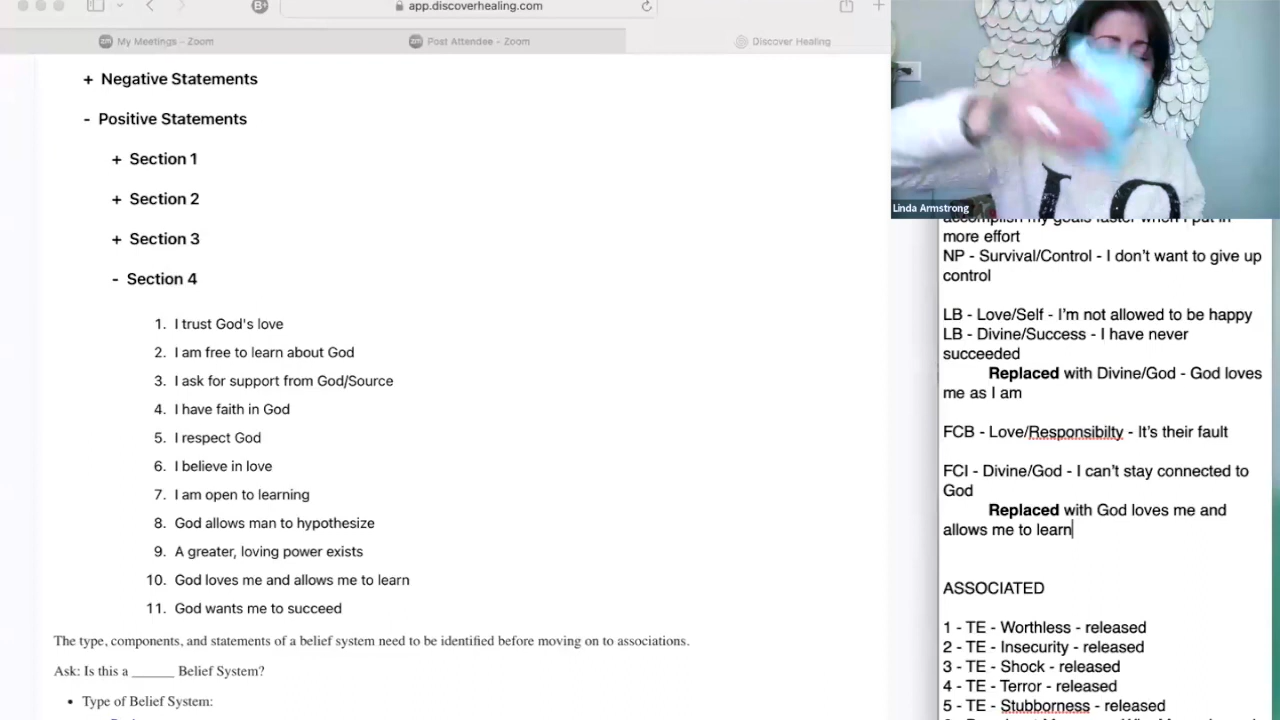 B+
app.discoverhealing.com
My Meetings - Zoom
Post Attendee - Zoom
Discover Healing
+ Negative Statements
- Positive Statements
+ Section 1
+ Section 2
+ Section 3
- Section 4
1. I trust God's love
2. I am free to learn about God
3. I ask for support from God/Source
4. I have faith in God
5. I respect God
6. I believe in love
7. I am open to learning
8. God allows man to hypothesize
9. A greater, loving power exists
10. God loves me and allows me to learn
11. God wants me to succeed
The type, components, and statements of a belief system need to be identified before moving on to associations.
Ask: Is this a ______ Belief System?
• Type of Belief System:
Linda Armstrong
accomplish my goals faster when I put in
more effort
NP - Survival/Control - I don't want to give up
control
LB - Love/Self - I'm not allowed to be happy
LB - Divine/Success - I have never
succeeded
Replaced with Divine/God - God loves
me as I am
FCB - Love/Responsibilty - It's their fault
FCI - Divine/God - I can't stay connected to
God
Replaced with God loves me and
allows me to learn
ASSOCIATED
1 - TE - Worthless - released
2 - TE - Insecurity - released
3 - TE - Shock - released
4 - TE - Terror - released
5 - TE - Stubborness - released